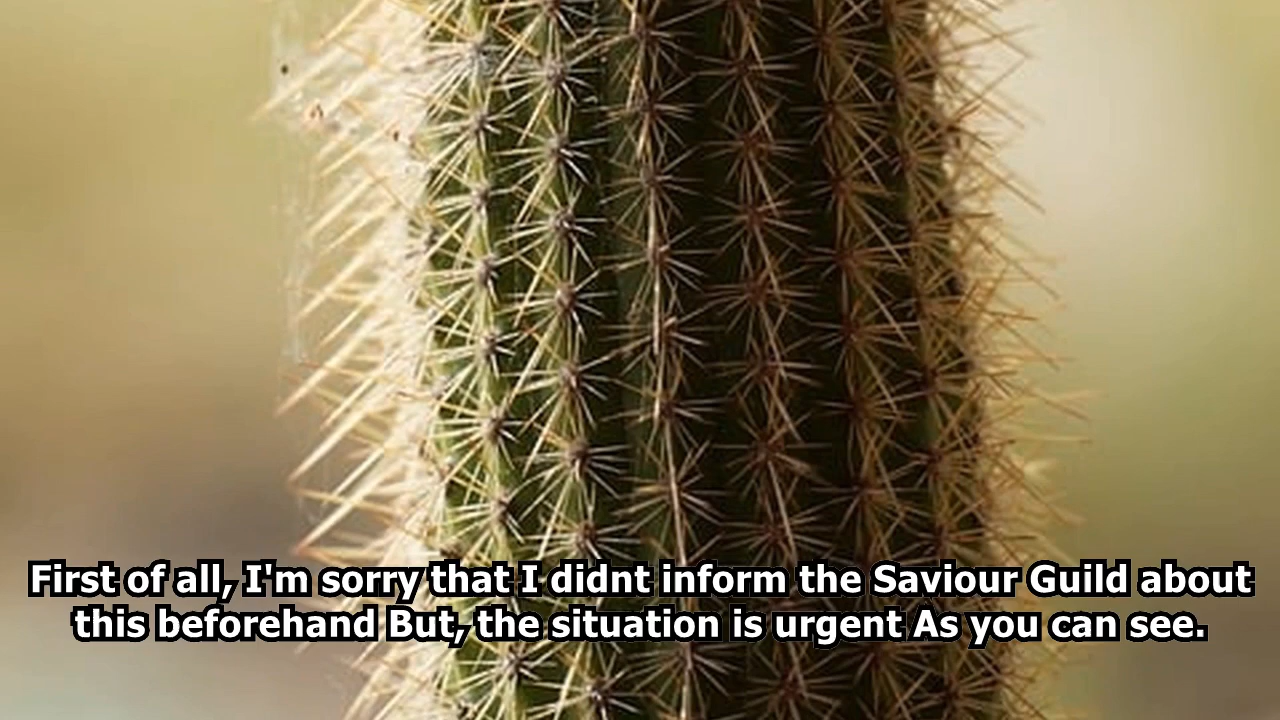 First of all, I'm sorry that I didnt inform the Saviour Guild about
this beforehand But, the situation is urgent As you can see.